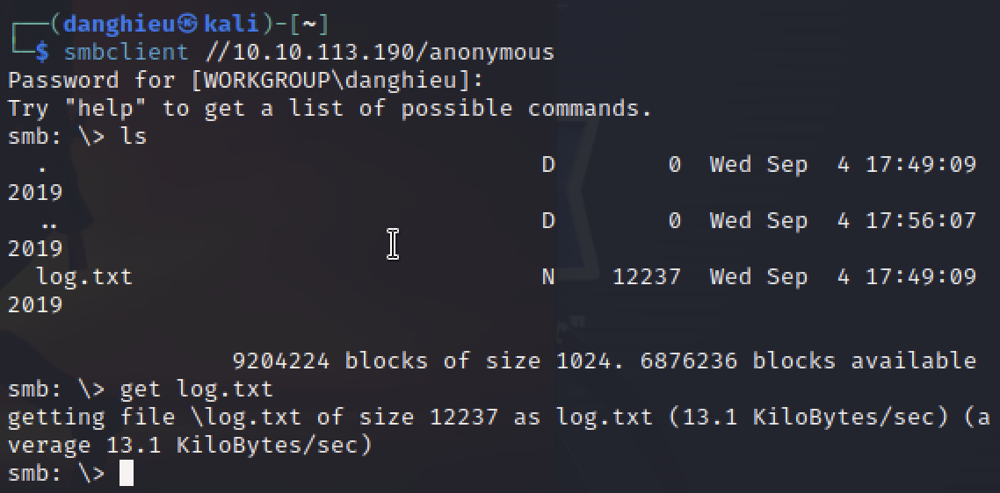 ┌──(danghieu㉿kali)-[~]
└─$ smbclient //10.10.113.190/anonymous
Password for [WORKGROUP\danghieu]:
Try "help" to get a list of possible commands.
smb: \> ls
  .                                   D        0  Wed Sep  4 17:49:09
2019
  ..                                  D        0  Wed Sep  4 17:56:07
2019
  log.txt                             N    12237  Wed Sep  4 17:49:09
2019
                9204224 blocks of size 1024. 6876236 blocks available
smb: \> get log.txt
getting file \log.txt of size 12237 as log.txt (13.1 KiloBytes/sec) (a
verage 13.1 KiloBytes/sec)
smb: \>